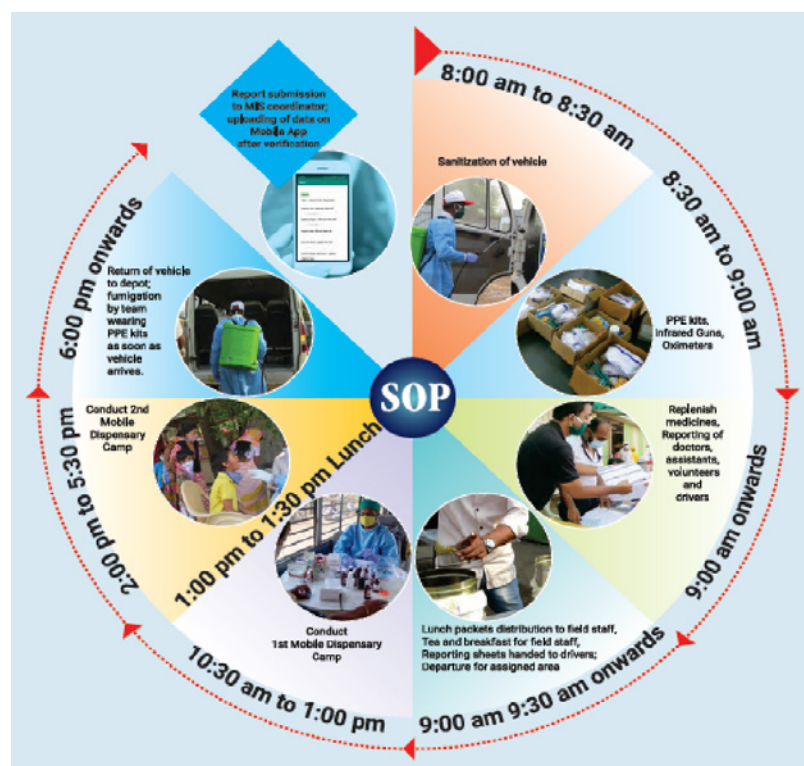 8:00 am to 8:30 am
Sanitization of vehicle
8:30 am to 9:00 am
PPE kits,
Infrared Guns,
Oximeters
9:00 am onwards
Replenish
medicines,
Reporting of
doctors,
assistants,
volunteers
and
drivers
9:00 am 9:30 am onwards
Lunch packets distribution to field staff,
Tea and breakfast for field staff,
Reporting sheets handed to drivers;
Departure for assigned area
10:30 am to 1:00 pm
Conduct
1st Mobile Dispensary
Camp
1:00 pm to 1:30 pm Lunch
2:00 pm to 5:30 pm
Conduct 2nd
Mobile
Dispensary
Camp
6:00 pm onwards
Return of vehicle
to depot;
fumigation
by team
wearing
PPE kits
as soon as
vehicle
arrives.
Report submission
to MIS coordinator;
uploading of data on
Mobile App
after verification
SOP